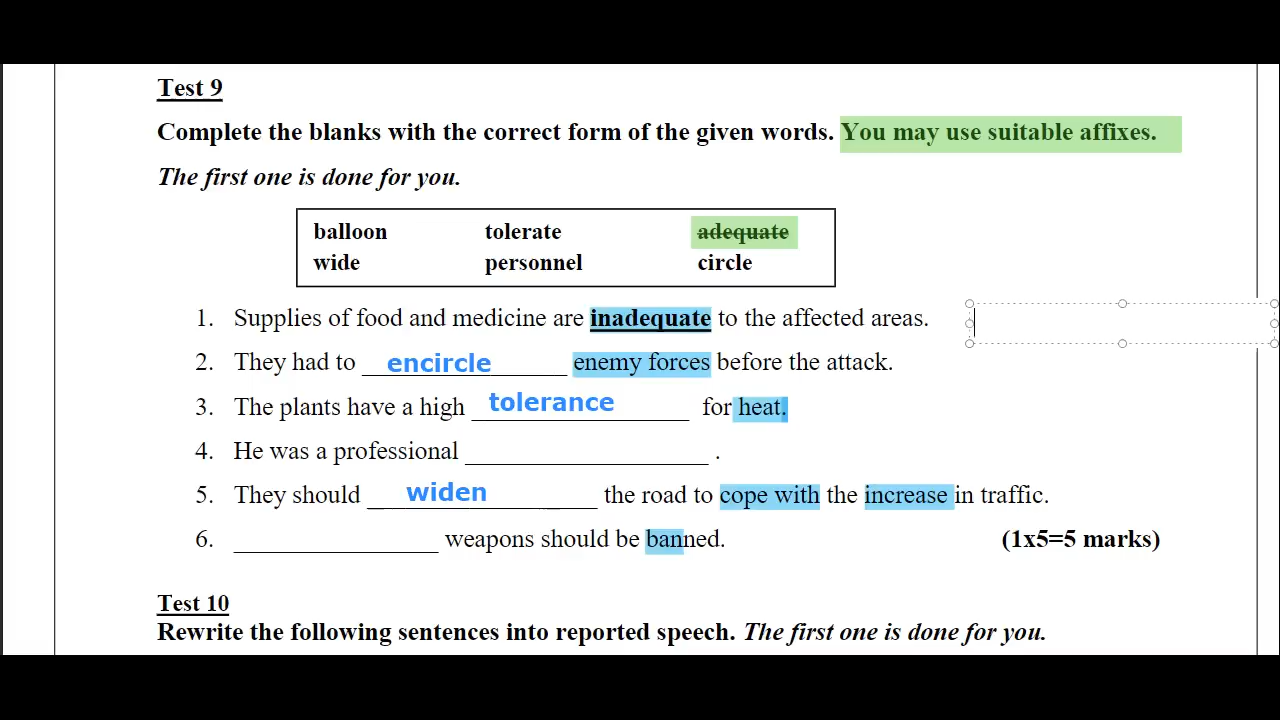 Test 9
Complete the blanks with the correct form of the given words. You may use suitable affixes.
The first one is done for you.
balloon tolerate adequate
wide personnel circle
1. Supplies of food and medicine are inadequate to the affected areas.
2. They had to encircle enemy forces before the attack.
3. The plants have a high tolerance for heat.
4. He was a professional ____________________ .
5. They should widen the road to cope with the increase in traffic.
6. ________________ weapons should be banned. (1x5=5 marks)
Test 10
Rewrite the following sentences into reported speech. The first one is done for you.